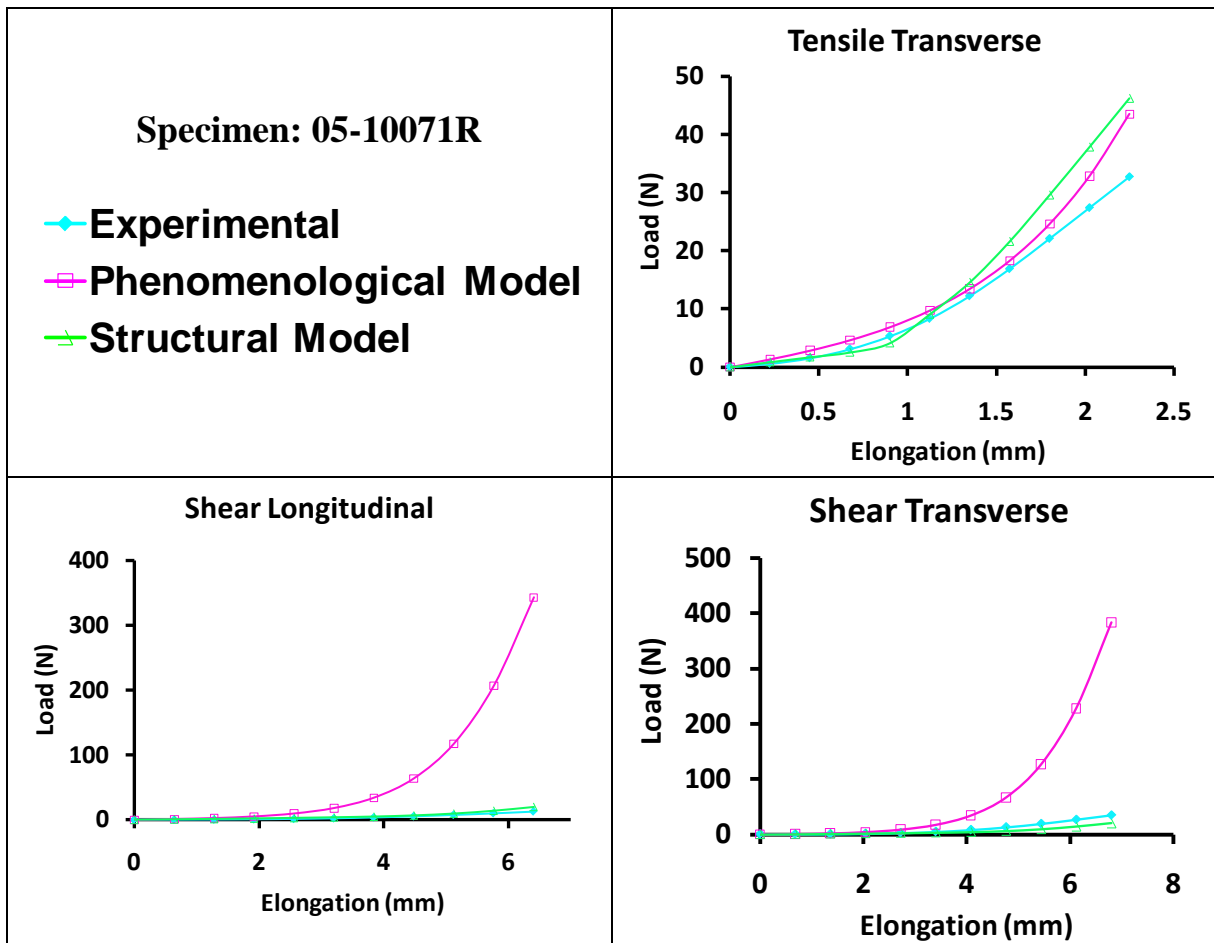 Specimen: 05-10071R
Experimental
Phenomenological Model
Structural Model
Tensile Transverse
50
40
30
20
10
0
Load (N)
0 0.5 1 1.5 2 2.5
Elongation (mm)
Shear Longitudinal
400
300
200
100
0
Load (N)
0 2 4 6
Elongation (mm)
Shear Transverse
500
400
300
200
100
0
Load (N)
0 2 4 6 8
Elongation (mm)